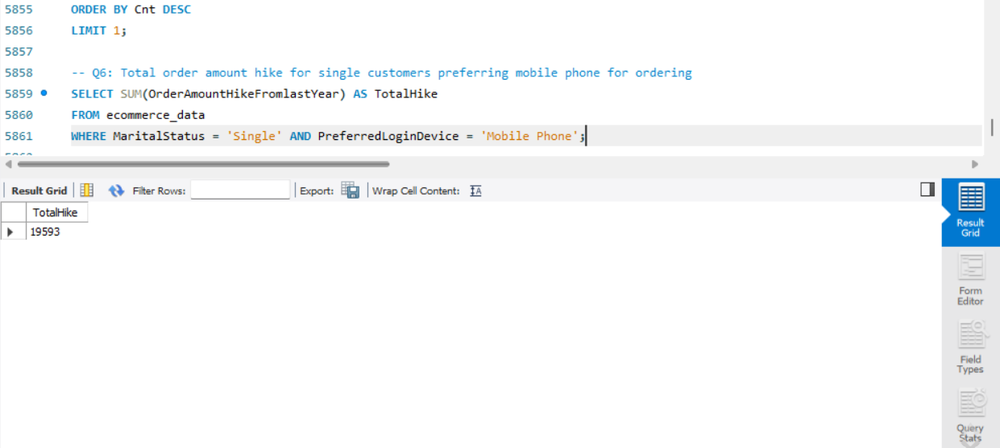 5855 ORDER BY Cnt DESC
5856 LIMIT 1;
5857
5858 -- Q6: Total order amount hike for single customers preferring mobile phone for ordering
5859 SELECT SUM(OrderAmountHikeFromlastYear) AS TotalHike
5860 FROM ecommerce_data
5861 WHERE MaritalStatus = 'Single' AND PreferredLoginDevice = 'Mobile Phone';
Result Grid Filter Rows: Export: Wrap Cell Content: IA
TotalHike
19593
Result
Grid
Form
Editor
Field
Types
Query
Stats